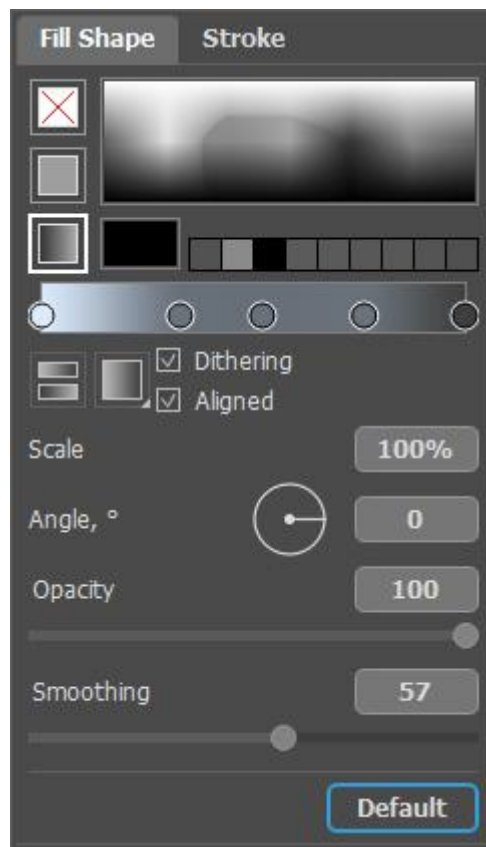 Fill Shape Stroke
Dithering
Aligned
Scale 100%
Angle, ° 0
Opacity 100
Smoothing 57
Default